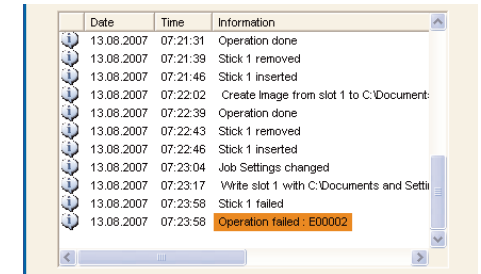 Date Time Information
13.08.2007 07:21:31 Operation done
13.08.2007 07:21:39 Stick 1 removed
13.08.2007 07:21:46 Stick 1 inserted
13.08.2007 07:22:02 Create Image from slot 1 to C:\Documents
13.08.2007 07:22:39 Operation done
13.08.2007 07:22:43 Stick 1 removed
13.08.2007 07:22:46 Stick 1 inserted
13.08.2007 07:23:04 Job Settings changed
13.08.2007 07:23:17 Write slot 1 with C:\Documents and Setti
13.08.2007 07:23:58 Stick 1 failed
13.08.2007 07:23:58 Operation failed : E00002